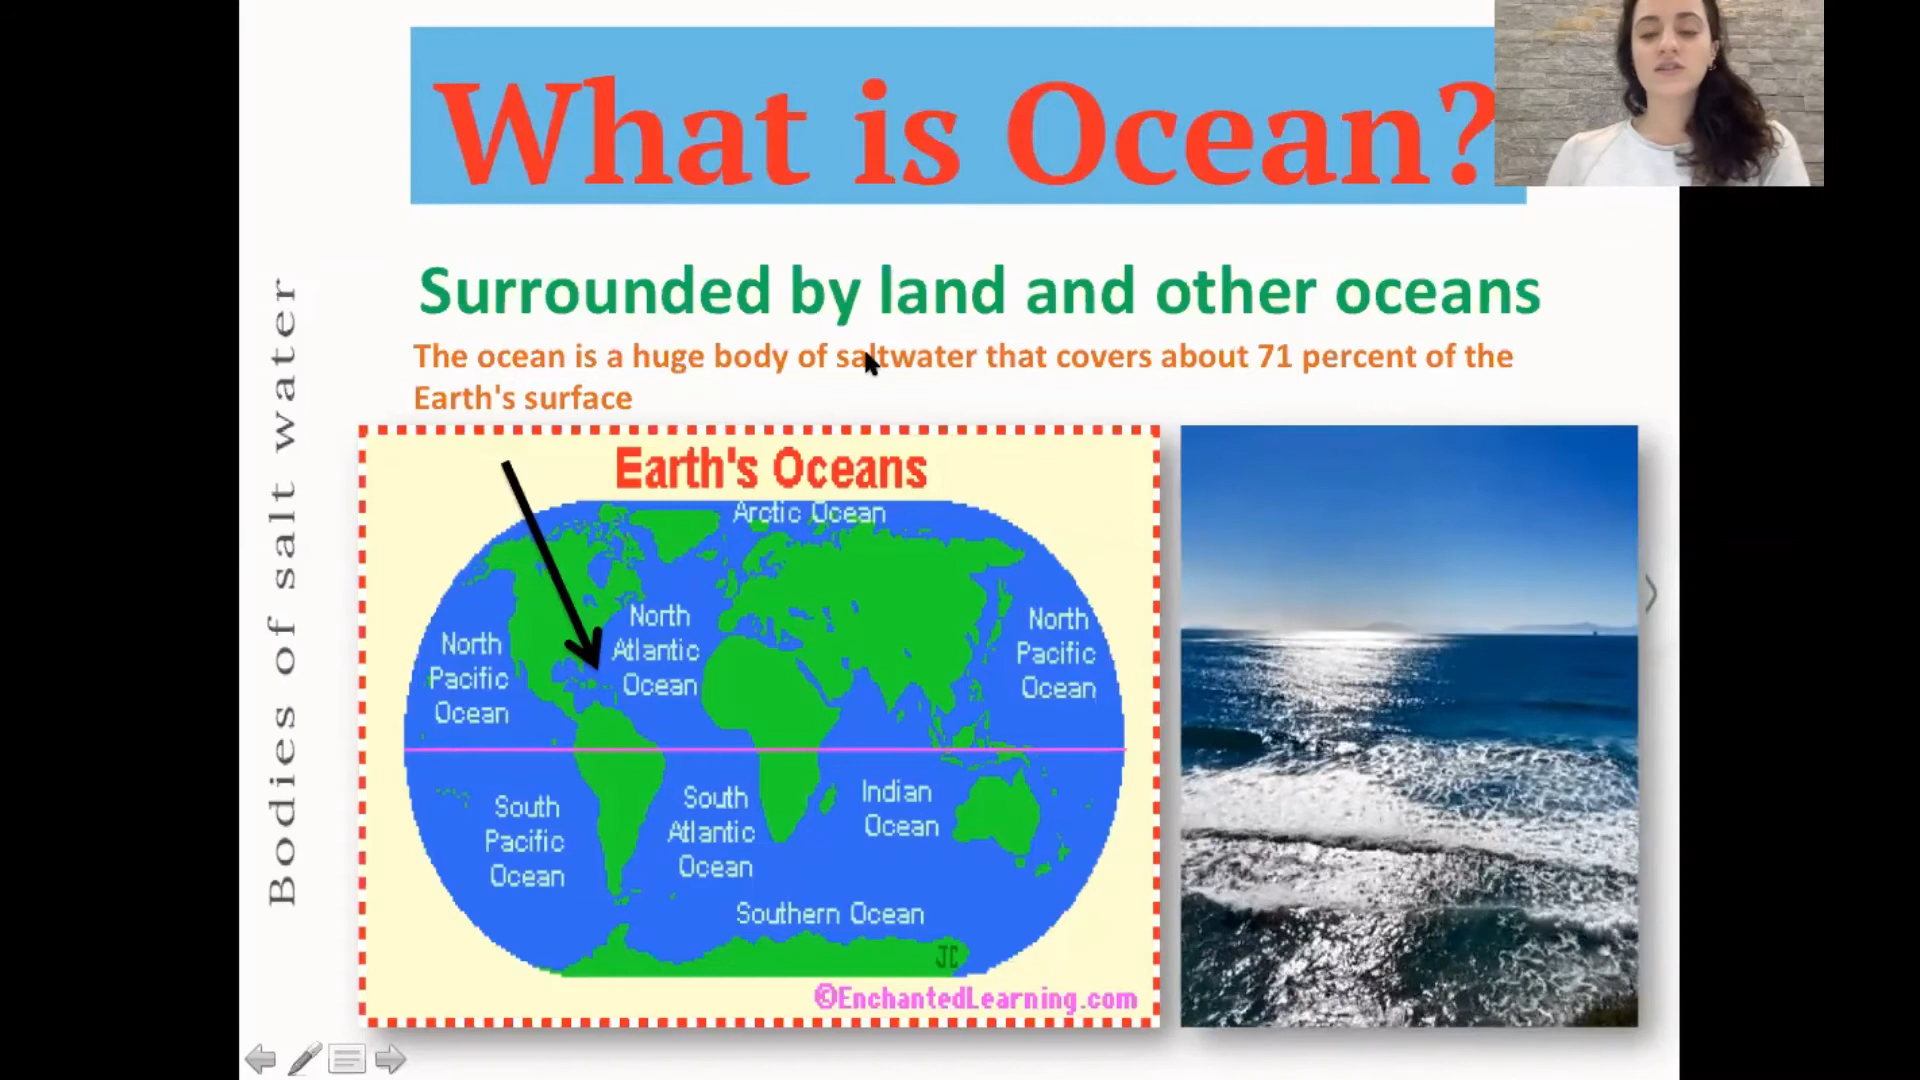 What is Ocean?
Surrounded by land and other oceans
The ocean is a huge body of saltwater that covers about 71 percent of the
Earth's surface
Bodies of salt water
Earth's Oceans
Arctic Ocean
North
Atlantic
Ocean
North
Pacific
Ocean
North
Pacific
Ocean
South
Pacific
Ocean
South
Atlantic
Ocean
Indian
Ocean
Southern Ocean
JC
©EnchantedLearning.com